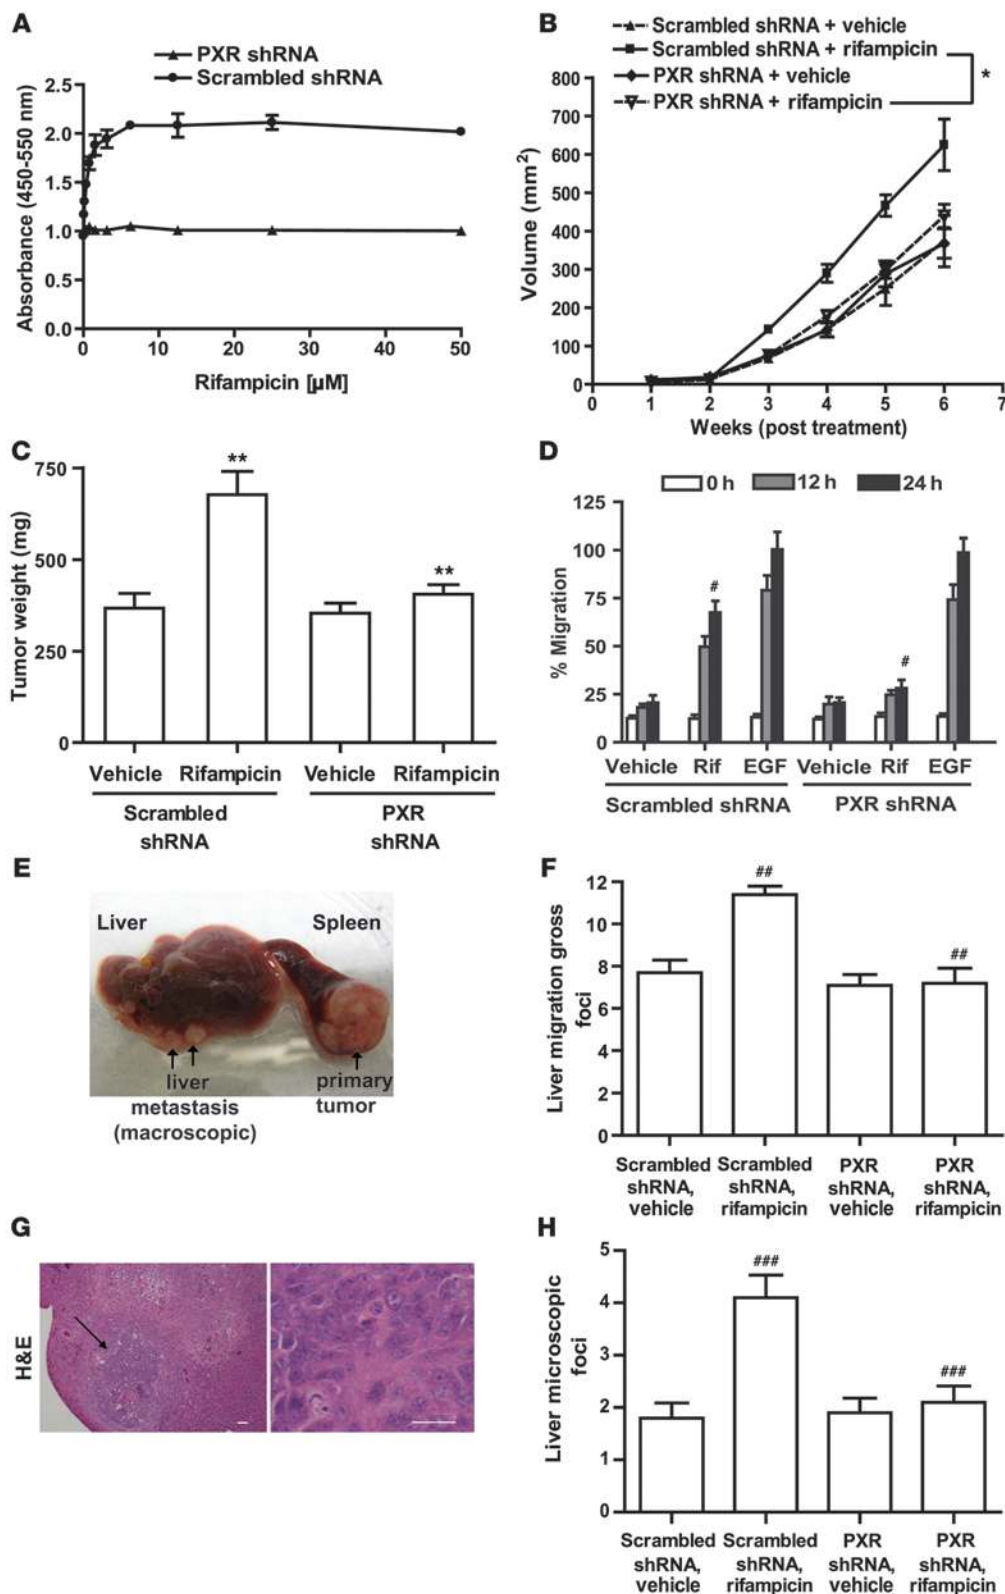 A
PXR shRNA
Scrambled shRNA
2.5
2.0
1.5
1.0
0.5
0.0
Absorbance (450-550 nm)
0 10 20 30 40 50
Rifampicin [µM]
B
Scrambled shRNA + vehicle
Scrambled shRNA + rifampicin
PXR shRNA + vehicle
PXR shRNA + rifampicin
*
800
700
600
500
400
300
200
100
0
Volume (mm²)
0 1 2 3 4 5 6 7
Weeks (post treatment)
C
750
500
250
0
Tumor weight (mg)
**
**
Vehicle Rifampicin Vehicle Rifampicin
Scrambled shRNA
PXR shRNA
D
0 h 12 h 24 h
125
100
75
50
25
0
% Migration
#
#
Vehicle Rif EGF Vehicle Rif EGF
Scrambled shRNA PXR shRNA
E
Liver Spleen
liver
metastasis
(macroscopic)
primary
tumor
F
12
10
8
6
4
2
0
Liver migration gross
foci
##
##
Scrambled
shRNA,
vehicle
Scrambled
shRNA,
rifampicin
PXR
shRNA,
vehicle
PXR
shRNA,
rifampicin
G
H&E
H
5
4
3
2
1
0
Liver microscopic
foci
###
###
Scrambled
shRNA,
vehicle
Scrambled
shRNA,
rifampicin
PXR
shRNA,
vehicle
PXR
shRNA,
rifampicin